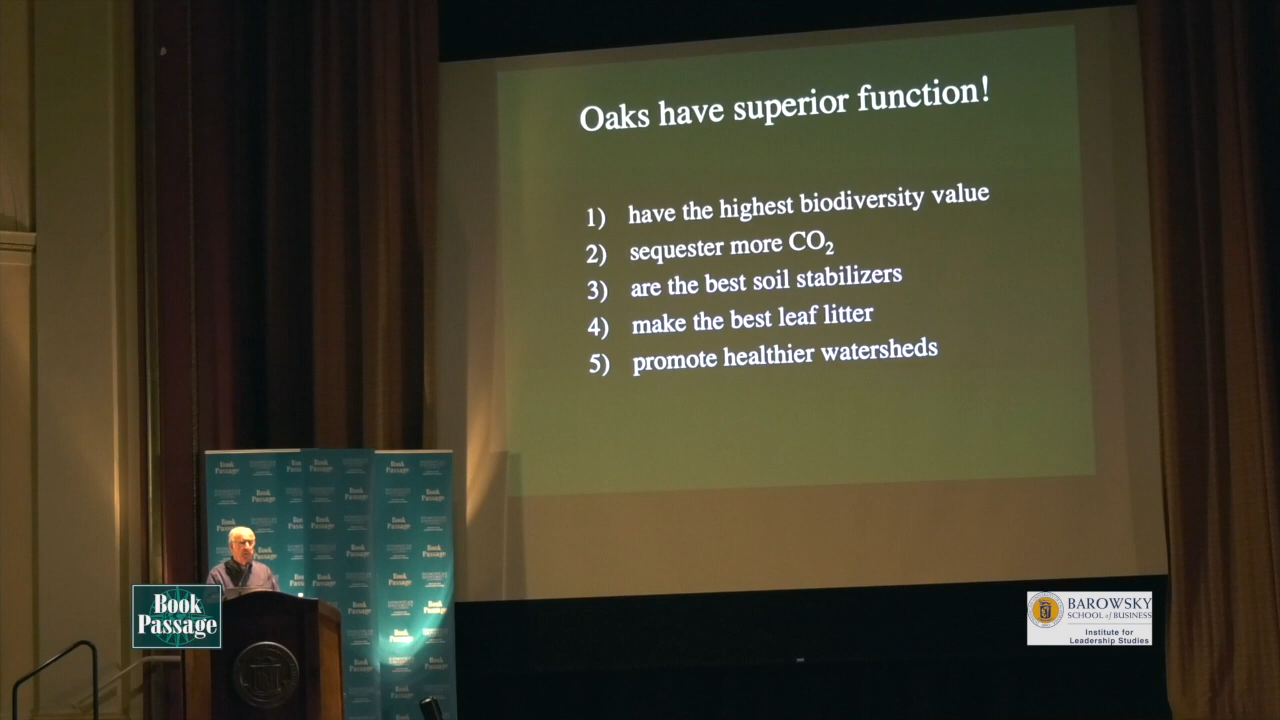 Oaks have superior function!
1) have the highest biodiversity value
2) sequester more CO₂
3) are the best soil stabilizers
4) make the best leaf litter
5) promote healthier watersheds
Book
Passage
BAROWSKY
SCHOOL of BUSINESS
Institute for
Leadership Studies